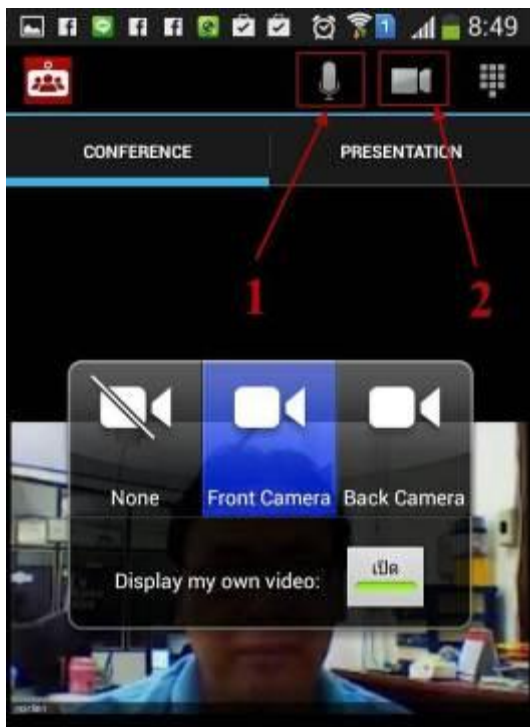 8:49
CONFERENCE PRESENTATION
1 2
None Front Camera Back Camera
Display my own video: เปิด